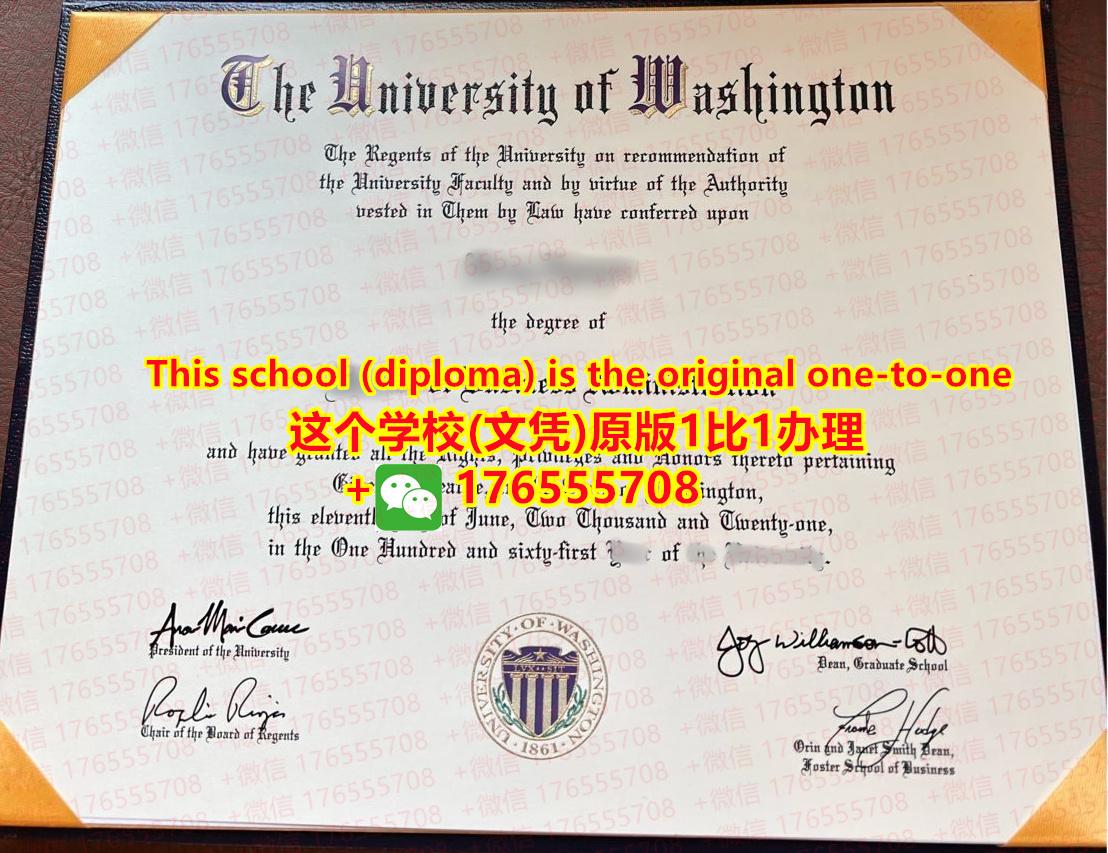 The University of Washington
The Regents of the University on recommendation of
the University Faculty and by virtue of the Authority
vested in Them by Law have conferred upon
the degree of
This school (diploma) is the original one-to-one
这个学校(文凭)原版1比1办理
and have granted all the Rights, Privileges and Honors thereto pertaining
+ 176555708
this eleventh of June, Two Thousand and Twenty-one,
in the One Hundred and sixty-first of
President of the University
Chair of the Board of Regents
UNIVERSITY·OF·WASHINGTON
LUX SIT
·1861·
Dean, Graduate School
Orin and Janet Smith Dean,
Foster School of Business
+微信 176555708